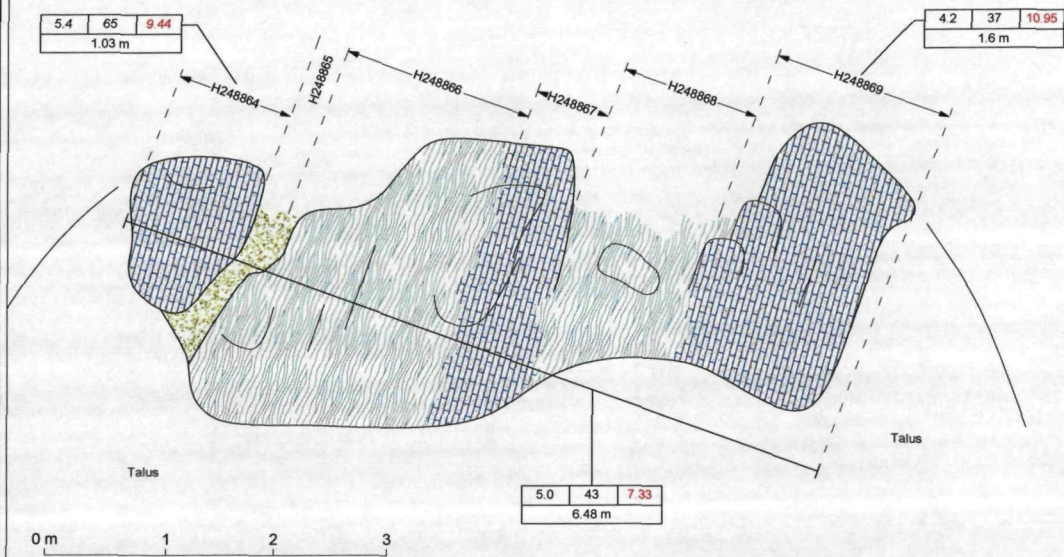 5.4 65 9.44
1.03 m
4.2 37 10.95
1.6 m
H248864
H248865
H248866
H248867
H248868
H248869
Talus
Talus
5.0 43 7.33
6.48 m
0 m 1 2 3